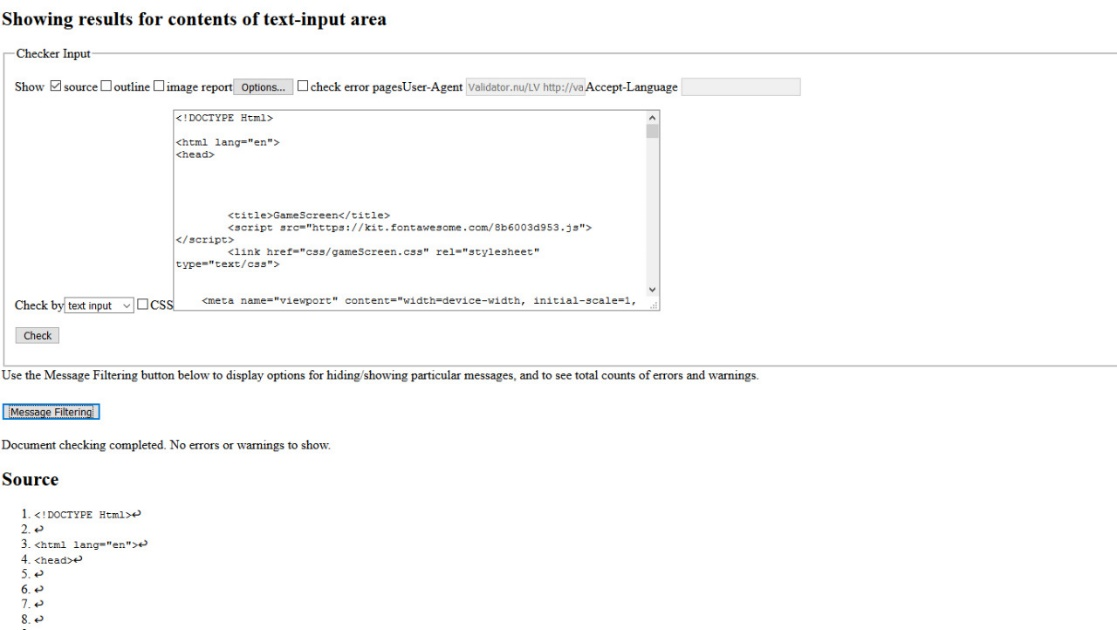 Showing results for contents of text-input area
Checker Input
Show source outline image report Options... check error pagesUser-Agent Validator.nu/LV http://va Accept-Language
<!DOCTYPE Html>
<html lang="en">
<head>
<title>GameScreen</title>
<script src="https://kit.fontawesome.com/8b6003d953.js">
</script>
<link href="css/gameScreen.css" rel="stylesheet"
type="text/css">
<meta name="viewport" content="width=device-width, initial-scale=1,
Check by text input CSS
Check
Use the Message Filtering button below to display options for hiding/showing particular messages, and to see total counts of errors and warnings.
Message Filtering
Document checking completed. No errors or warnings to show.
Source
1. <!DOCTYPE Html>↩
2. ↩
3. <html lang="en">↩
4. <head>↩
5. ↩
6. ↩
7. ↩
8. ↩